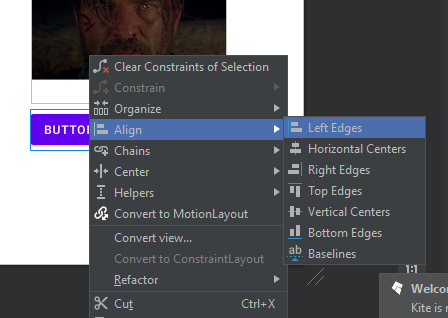 Clear Constraints of Selection
Constrain
Organize
BUTTO
Align
Left Edges
Chains
Horizontal Centers
Center
Right Edges
Helpers
Top Edges
Convert to MotionLayout
Vertical Centers
Convert view...
Bottom Edges
Convert to ConstraintLayout
ab
Baselines
Refactor
1:1
Welco
Cut Ctrl+X
Kite is r